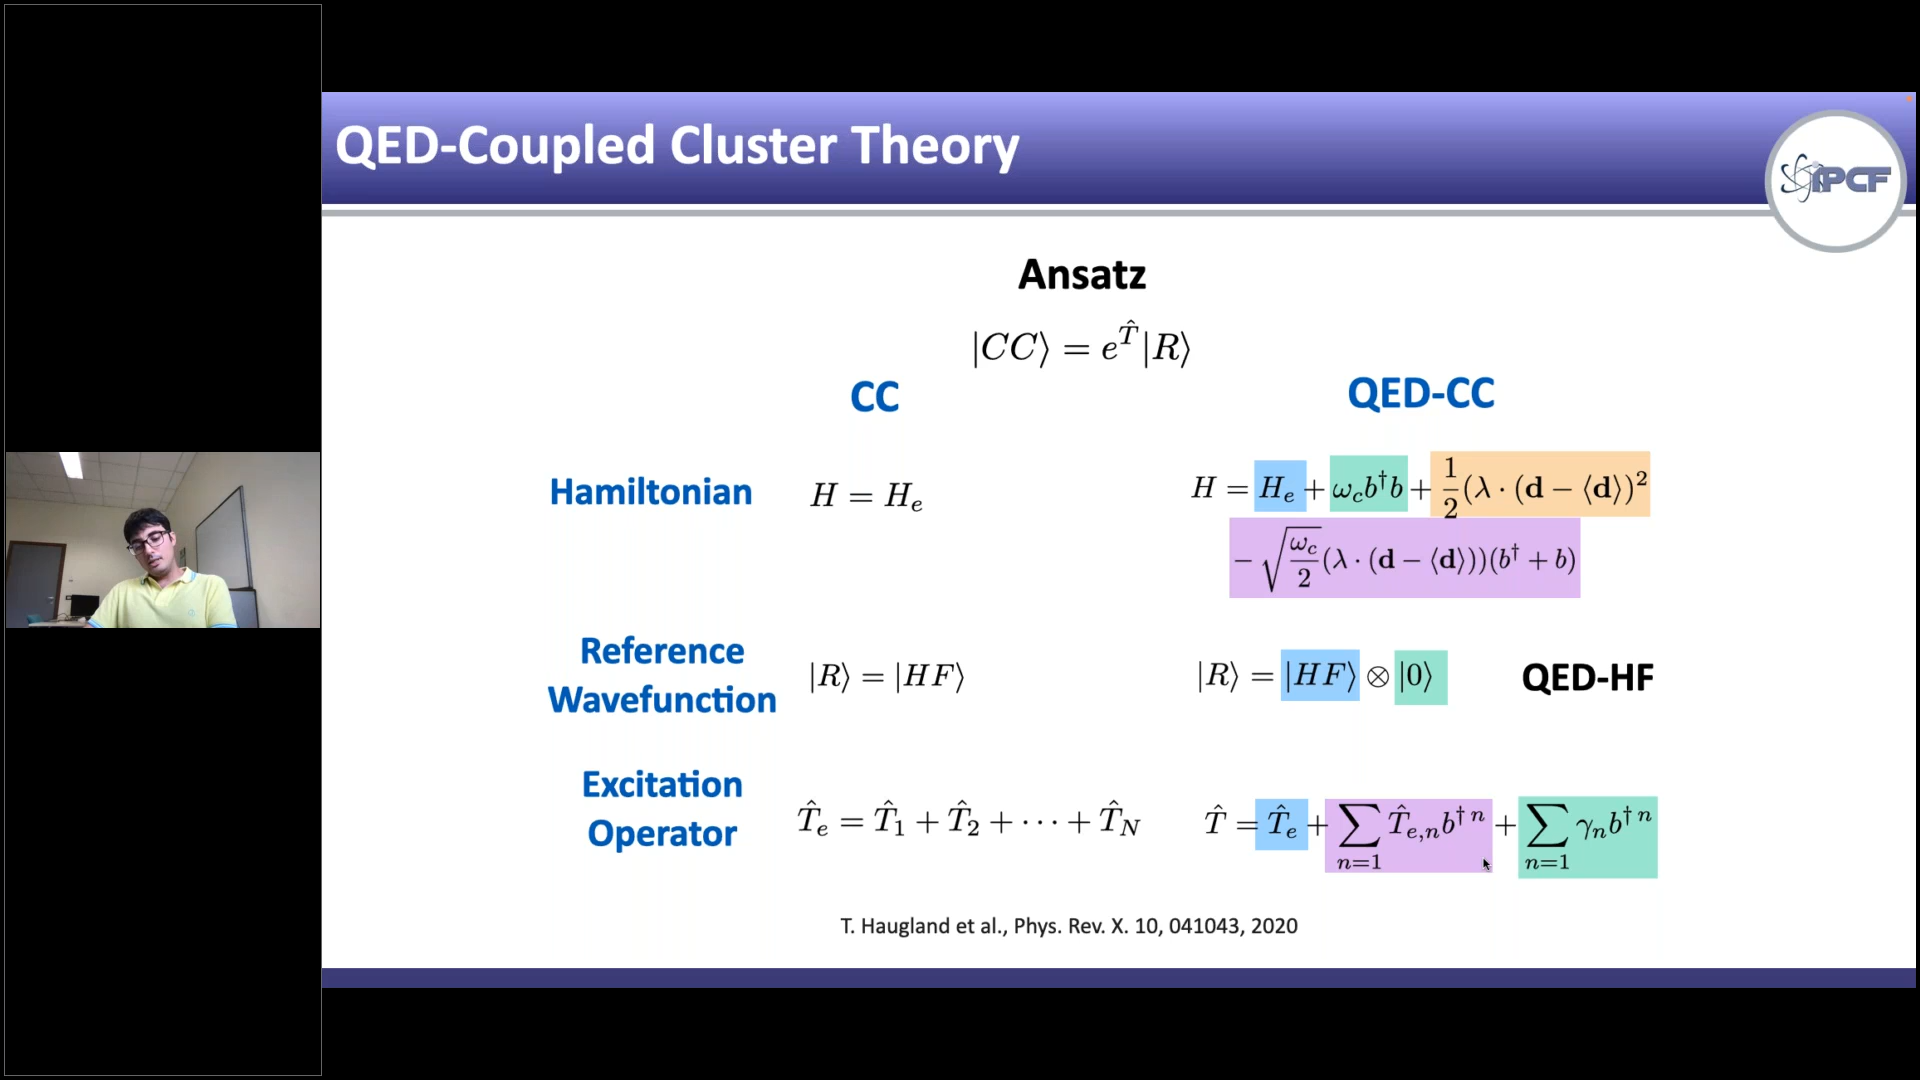 QED-Coupled Cluster Theory
IPCF
Ansatz
|CC⟩ = e^{T̂}|R⟩
CC
QED-CC
Hamiltonian
H = H_e
H = H_e + ω_c b†b + 1/2 (λ · (d − ⟨d⟩))²
− √(ω_c/2) (λ · (d − ⟨d⟩))(b† + b)
Reference
Wavefunction
|R⟩ = |HF⟩
|R⟩ = |HF⟩ ⊗ |0⟩
QED-HF
Excitation
Operator
T̂_e = T̂_1 + T̂_2 + ··· + T̂_N
T̂ = T̂_e + ∑_{n=1} T̂_{e,n} b^{† n} + ∑_{n=1} γ_n b^{† n}
T. Haugland et al., Phys. Rev. X. 10, 041043, 2020